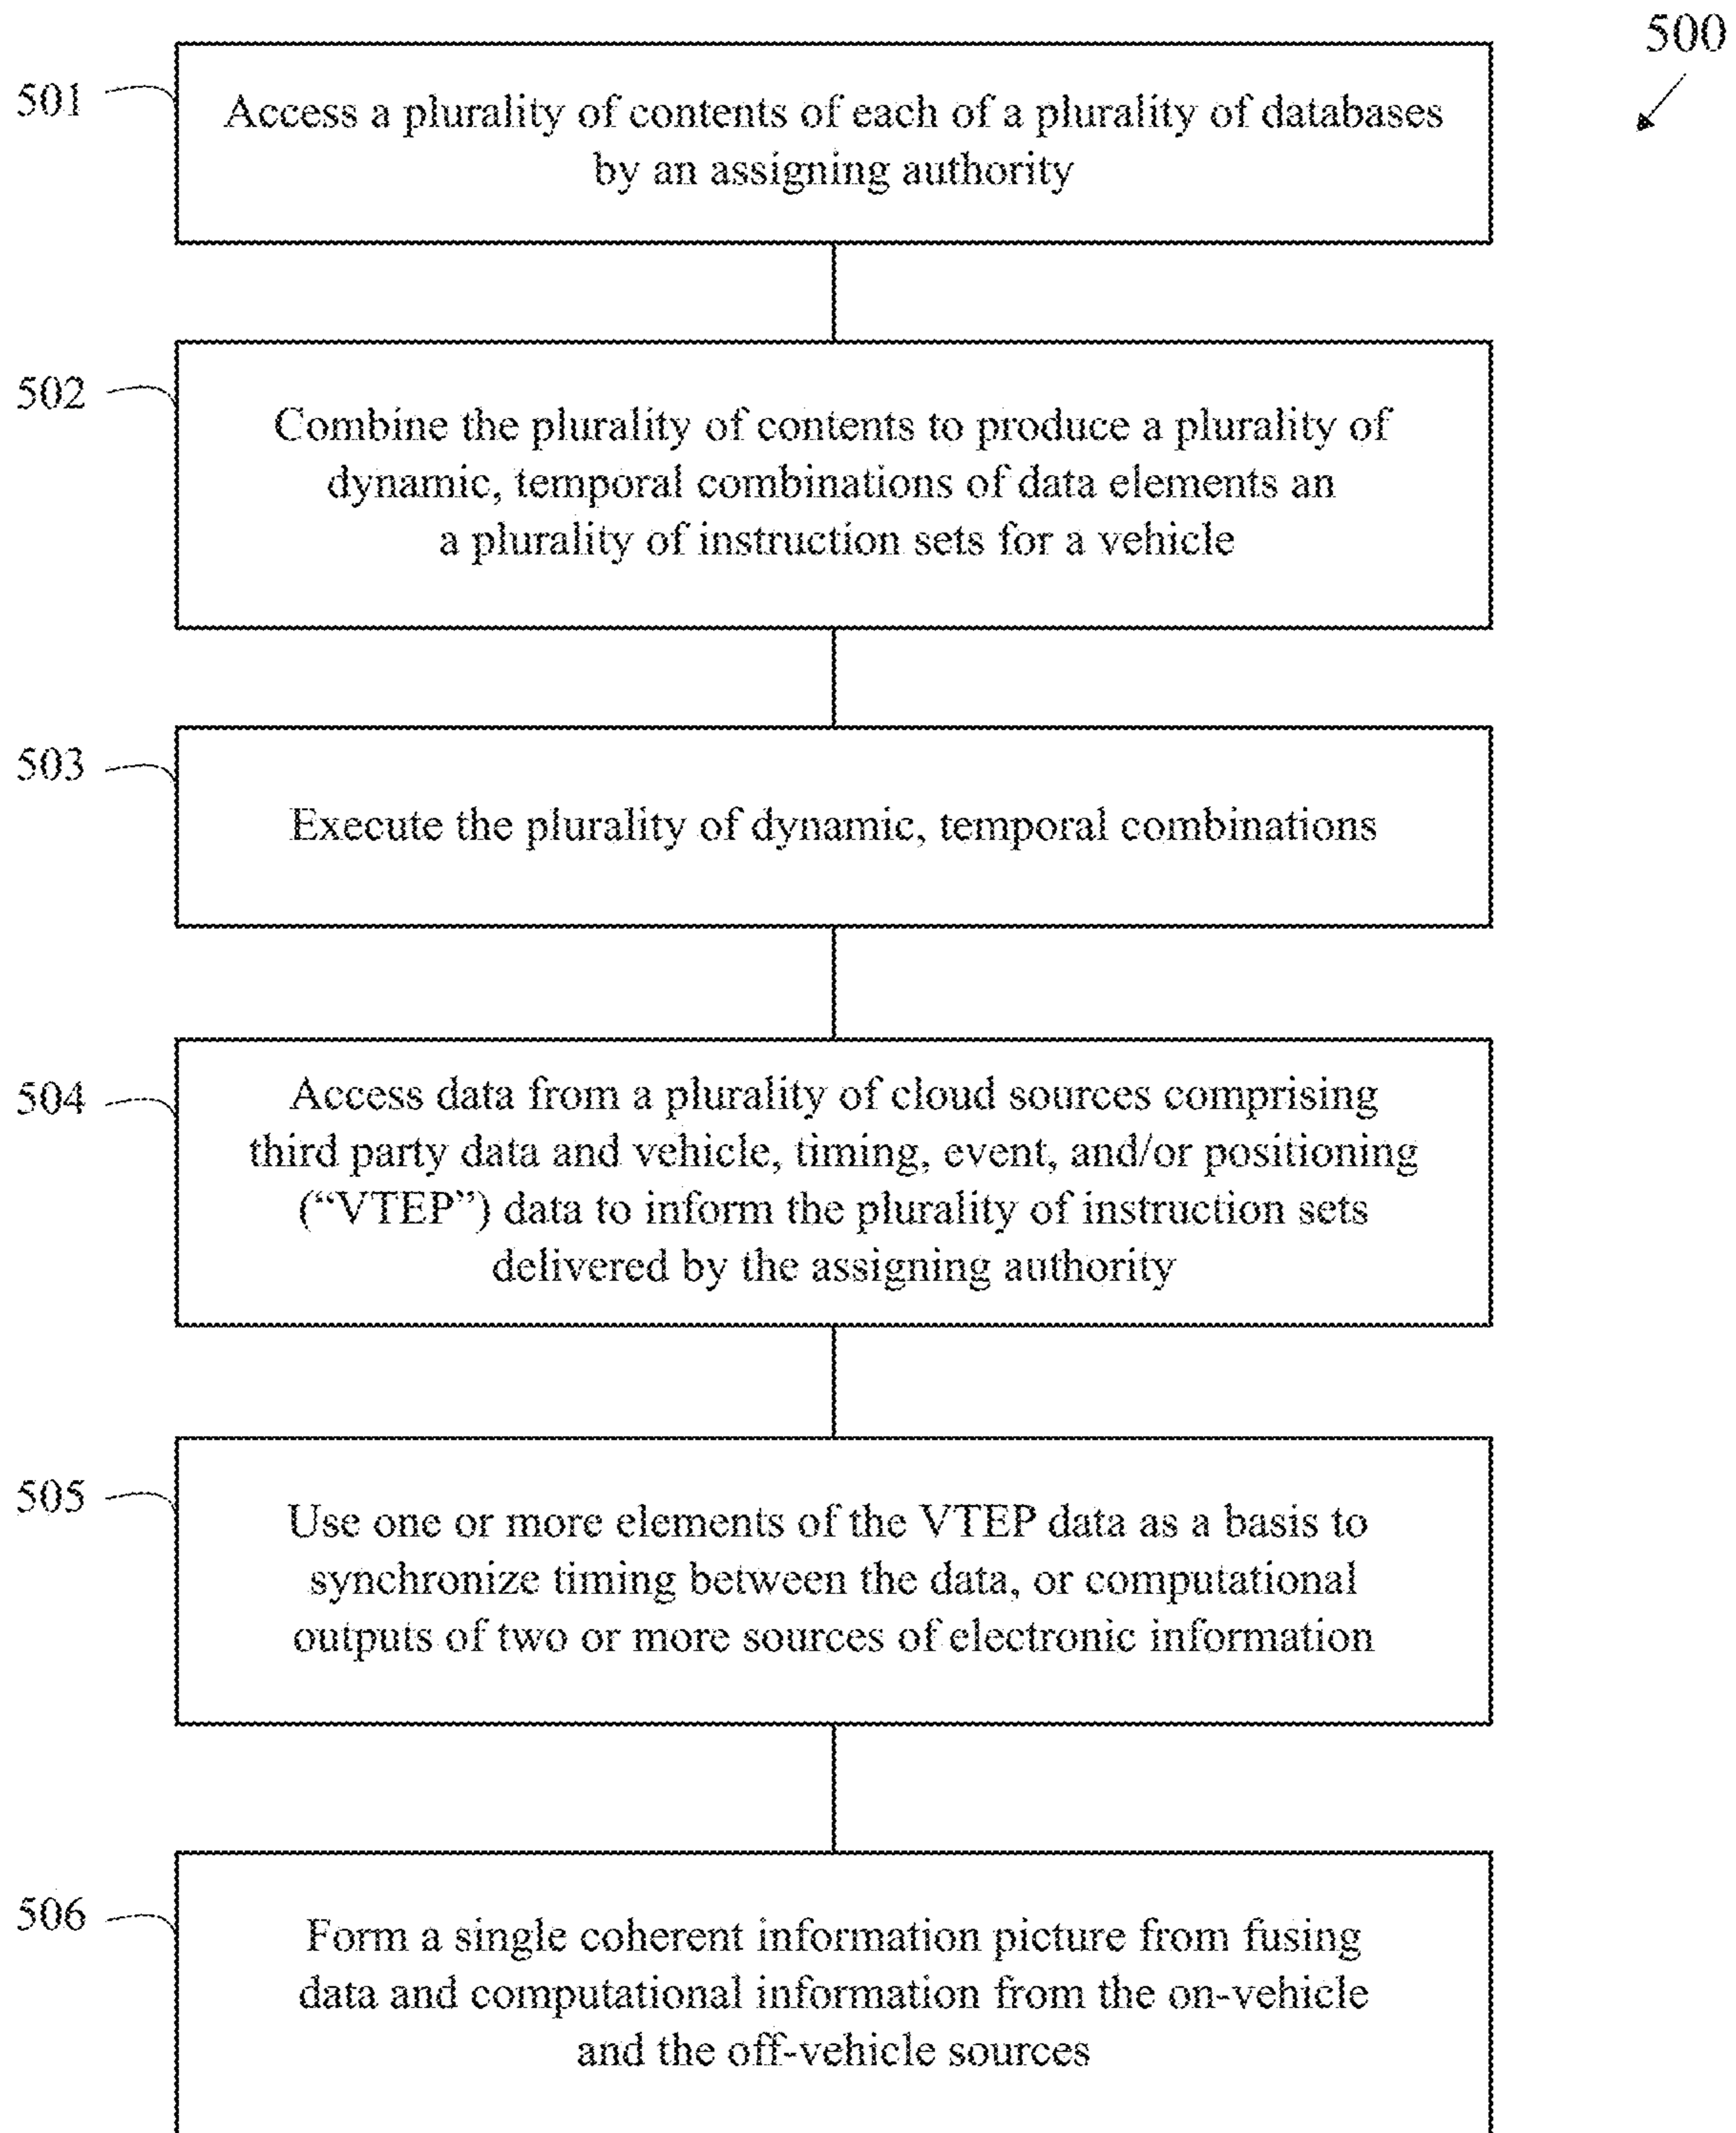 500
501
Access a plurality of contents of each of a plurality of databases
by an assigning authority
502
Combine the plurality of contents to produce a plurality of
dynamic, temporal combinations of data elements an
a plurality of instruction sets for a vehicle
503
Execute the plurality of dynamic, temporal combinations
504
Access data from a plurality of cloud sources comprising
third party data and vehicle, timing, event, and/or positioning
(“VTEP”) data to inform the plurality of instruction sets
delivered by the assigning authority
505
Use one or more elements of the VTEP data as a basis to
synchronize timing between the data, or computational
outputs of two or more sources of electronic information
506
Form a single coherent information picture from fusing
data and computational information from the on-vehicle
and the off-vehicle sources